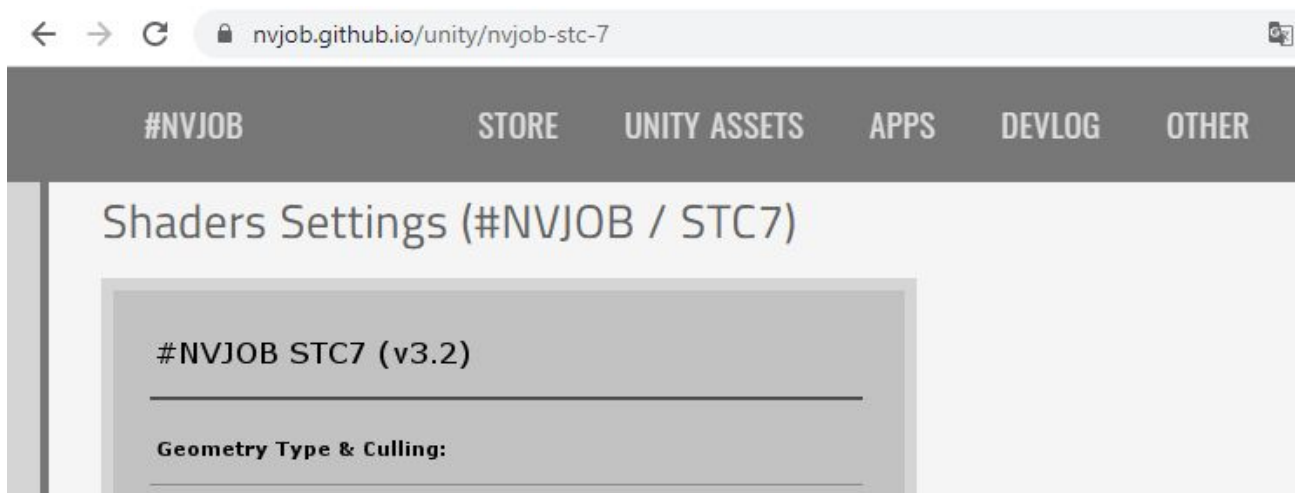 nvjob.github.io/unity/nvjob-stc-7
#NVJOB STORE UNITY ASSETS APPS DEVLOG OTHER
Shaders Settings (#NVJOB / STC7)
#NVJOB STC7 (v3.2)
Geometry Type & Culling: